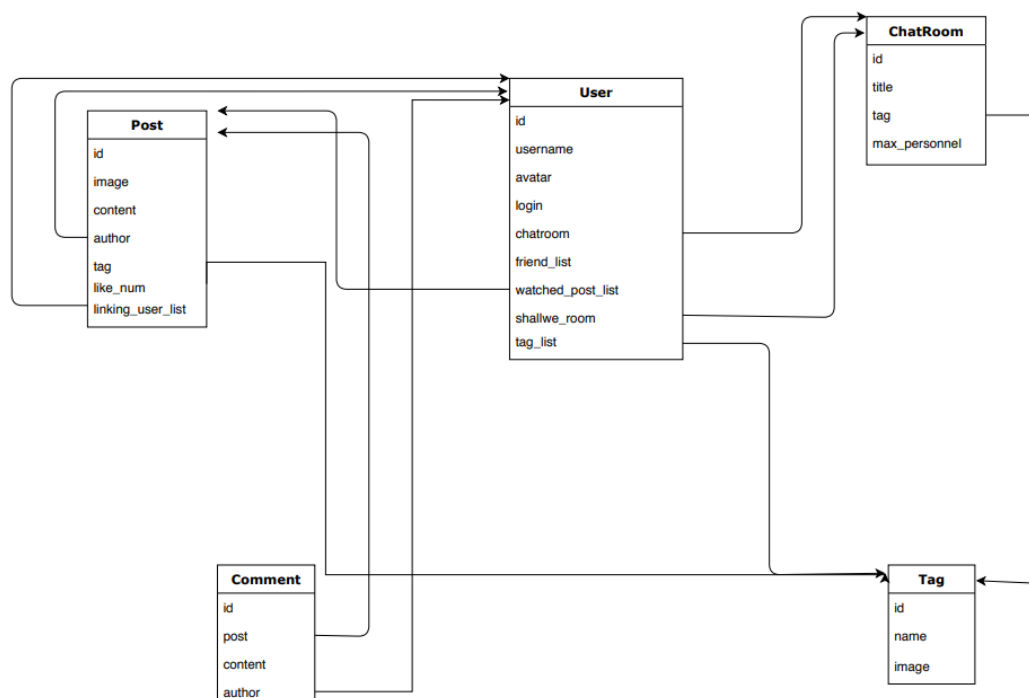 ChatRoom
id
title
tag
max_personnel
User
id
username
avatar
login
chatroom
friend_list
watched_post_list
shallwe_room
tag_list
Post
id
image
content
author
tag
like_num
linking_user_list
Comment
id
post
content
author
Tag
id
name
image